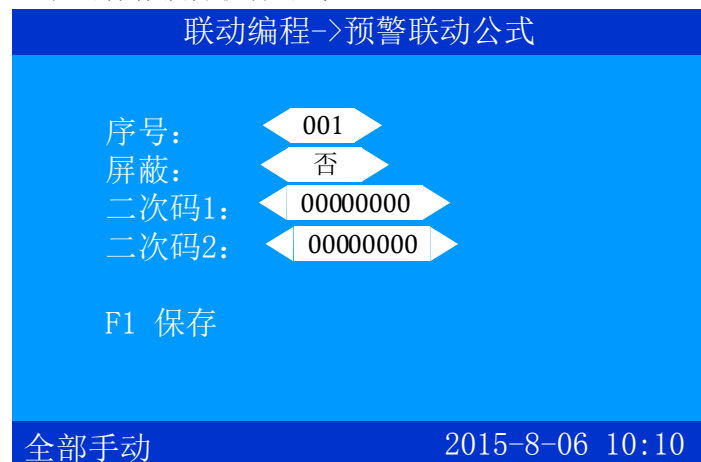 联动编程->预警联动公式
序号： 001
屏蔽： 否
二次码1： 00000000
二次码2： 00000000
F1 保存
全部手动 2015-8-06 10:10